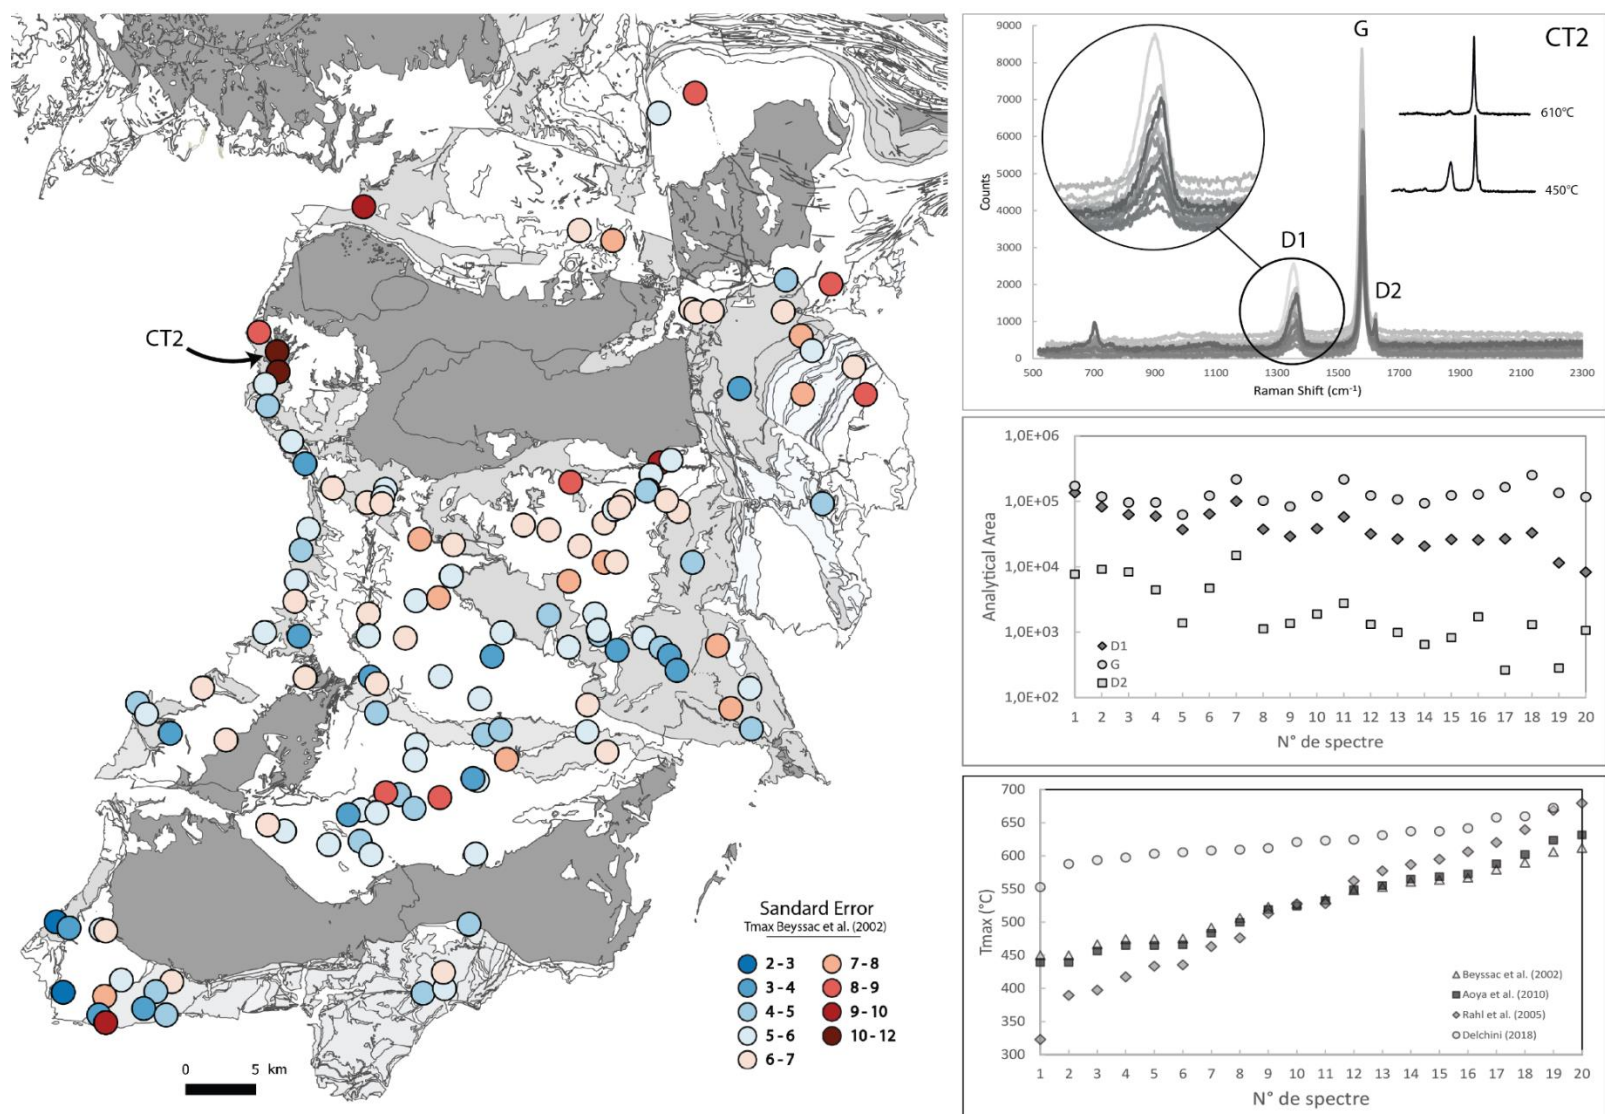 CT2
Sandard Error
Tmax Beyssac et al. (2002)
2 - 3
3 - 4
4 - 5
5 - 6
6 - 7
7 - 8
8 - 9
9 - 10
10 - 12
0 5 km
G
CT2
D1
D2
610°C
450°C
Counts
9000
8000
7000
6000
5000
4000
3000
2000
1000
0
500 700 900 1100 1300 1500 1700 1900 2100 2300
Raman Shift (cm⁻¹)
Analytical Area
1,0E+06
1,0E+05
1,0E+04
1,0E+03
1,0E+02
D1
G
D2
1 2 3 4 5 6 7 8 9 10 11 12 13 14 15 16 17 18 19 20
N° de spectre
Tmax (°C)
700
650
600
550
500
450
400
350
300
Beyssac et al. (2002)
Aoya et al. (2010)
Rahl et al. (2005)
Delchini (2018)
1 2 3 4 5 6 7 8 9 10 11 12 13 14 15 16 17 18 19 20
N° de spectre